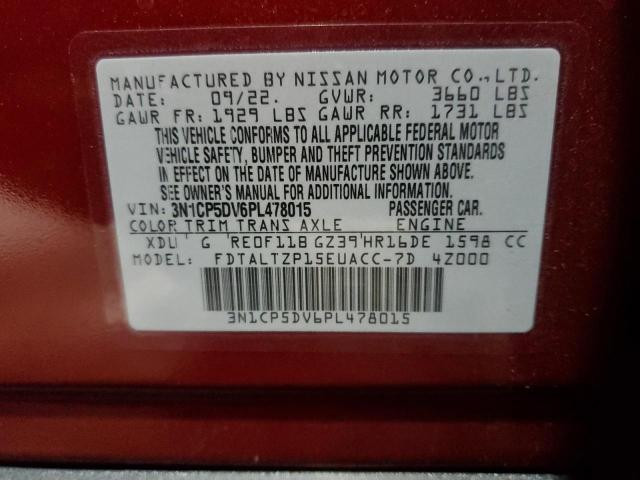 MANUFACTURED BY NISSAN MOTOR CO., LTD.
DATE: 09/22. GVWR: 3660 LBS
GAWR FR: 1929 LBS GAWR RR: 1731 LBS
THIS VEHICLE CONFORMS TO ALL APPLICABLE FEDERAL MOTOR
VEHICLE SAFETY, BUMPER AND THEFT PREVENTION STANDARDS
IN EFFECT ON THE DATE OF MANUFACTURE SHOWN ABOVE.
SEE OWNER'S MANUAL FOR ADDITIONAL INFORMATION.
VIN: 3N1CP5DV6PL478015 PASSENGER CAR.
COLOR TRIM TRANS AXLE ENGINE
XDU G RE0F11B GZ39 HR16DE 1598 CC
MODEL: FDTALTZP15EUACC-7D 4Z000
3N1CP5DV6PL478015